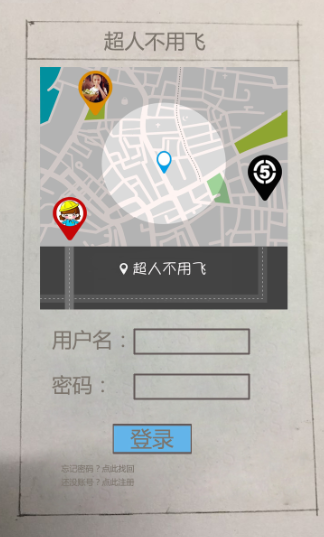 超人不用飞
5
超人不用飞
用户名：
密码：
登录
忘记密码？点此找回
还没账号？点此注册